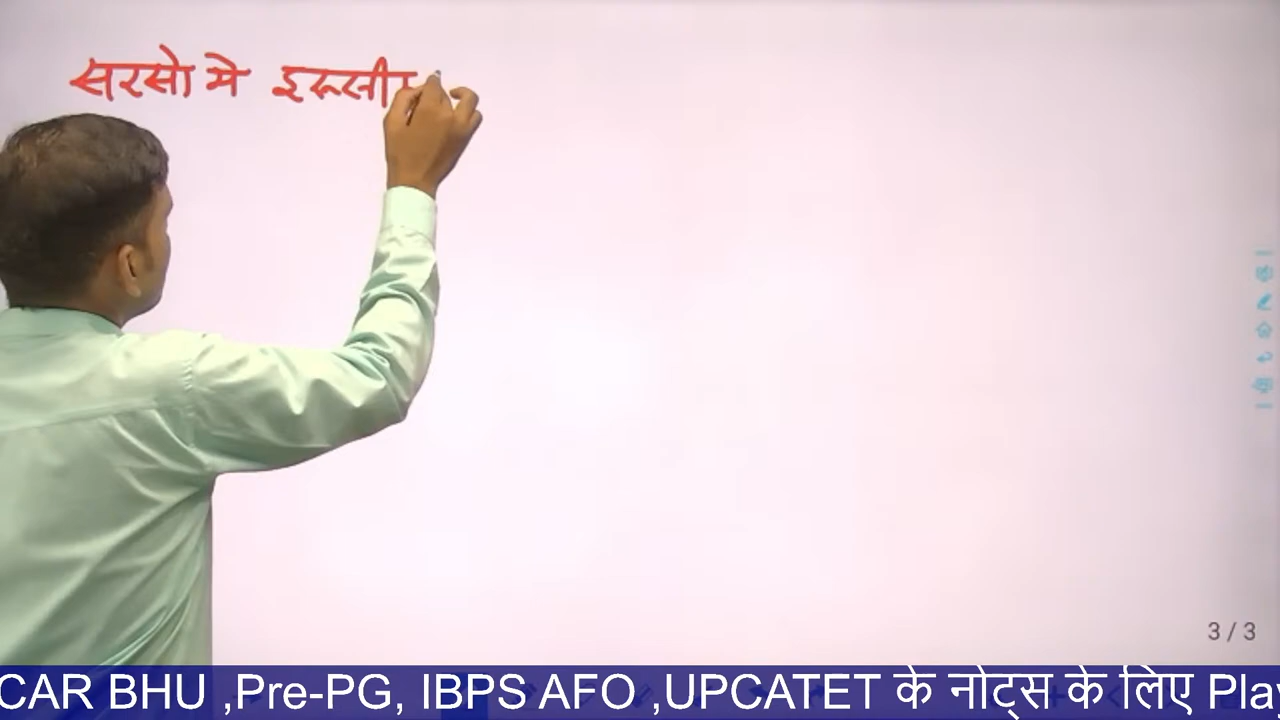 सरसो मे इरूसी
3 / 3
CAR BHU ,Pre-PG, IBPS AFO ,UPCATET के नोट्स के लिए Play